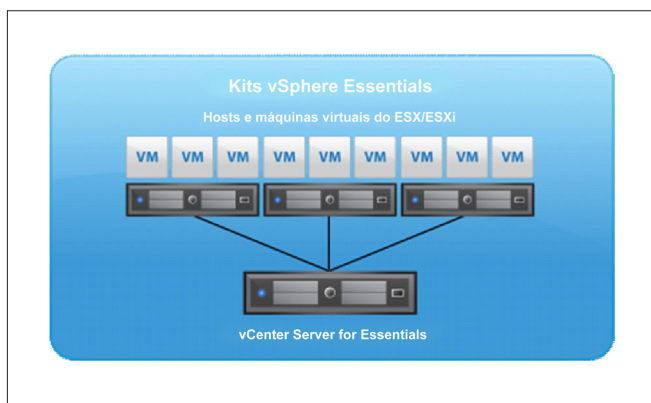 Kits vSphere Essentials
Hosts e máquinas virtuais do ESX/ESXi
VM VM VM VM VM VM VM VM VM
vCenter Server for Essentials